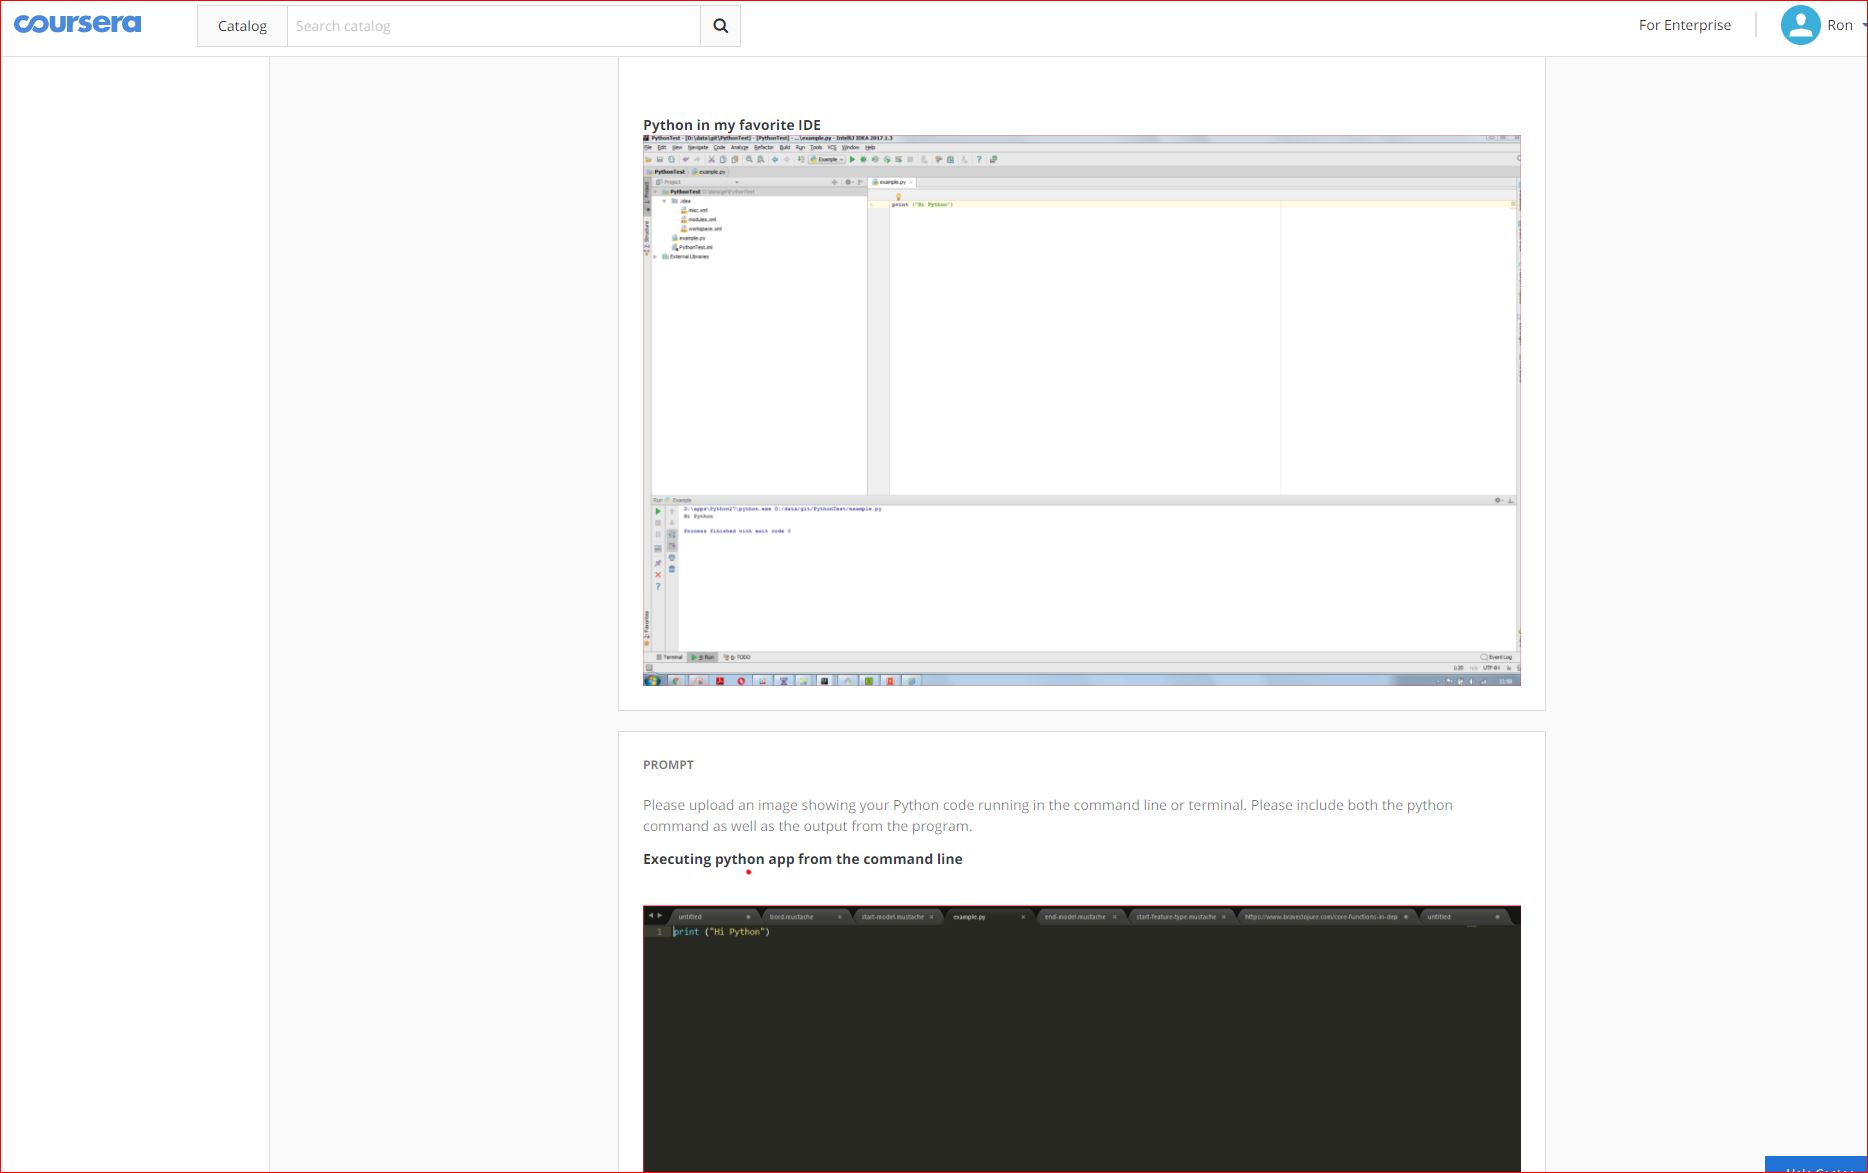 coursera
Catalog
Search catalog
For Enterprise
Ron
Python in my favorite IDE
PythonTest - [D:\data\git\PythonTest] - [PythonTest] - ...\example.py - IntelliJ IDEA 2017.1.3
File Edit View Navigate Code Analyze Refactor Build Run Tools VCS Window Help
Example
PythonTest example.py
Project
example.py
PythonTest D:\data\git\PythonTest
.idea
misc.xml
modules.xml
workspace.xml
example.py
PythonTest.iml
External Libraries
print ("Hi Python")
Run Example
D:\apps\Python27\python.exe D:/data/git/PythonTest/example.py
Hi Python
Process finished with exit code 0
Terminal 4: Run 6: TODO
Event Log
1:20 n/a UTF-8
PROMPT
Please upload an image showing your Python code running in the command line or terminal. Please include both the python
command as well as the output from the program.
Executing python app from the command line
untitled bord.mustache start-model.mustache example.py end-model.mustache start-feature-type.mustache https://www.braveclojure.com/core-functions-in-dep untitled
1 print ("Hi Python")